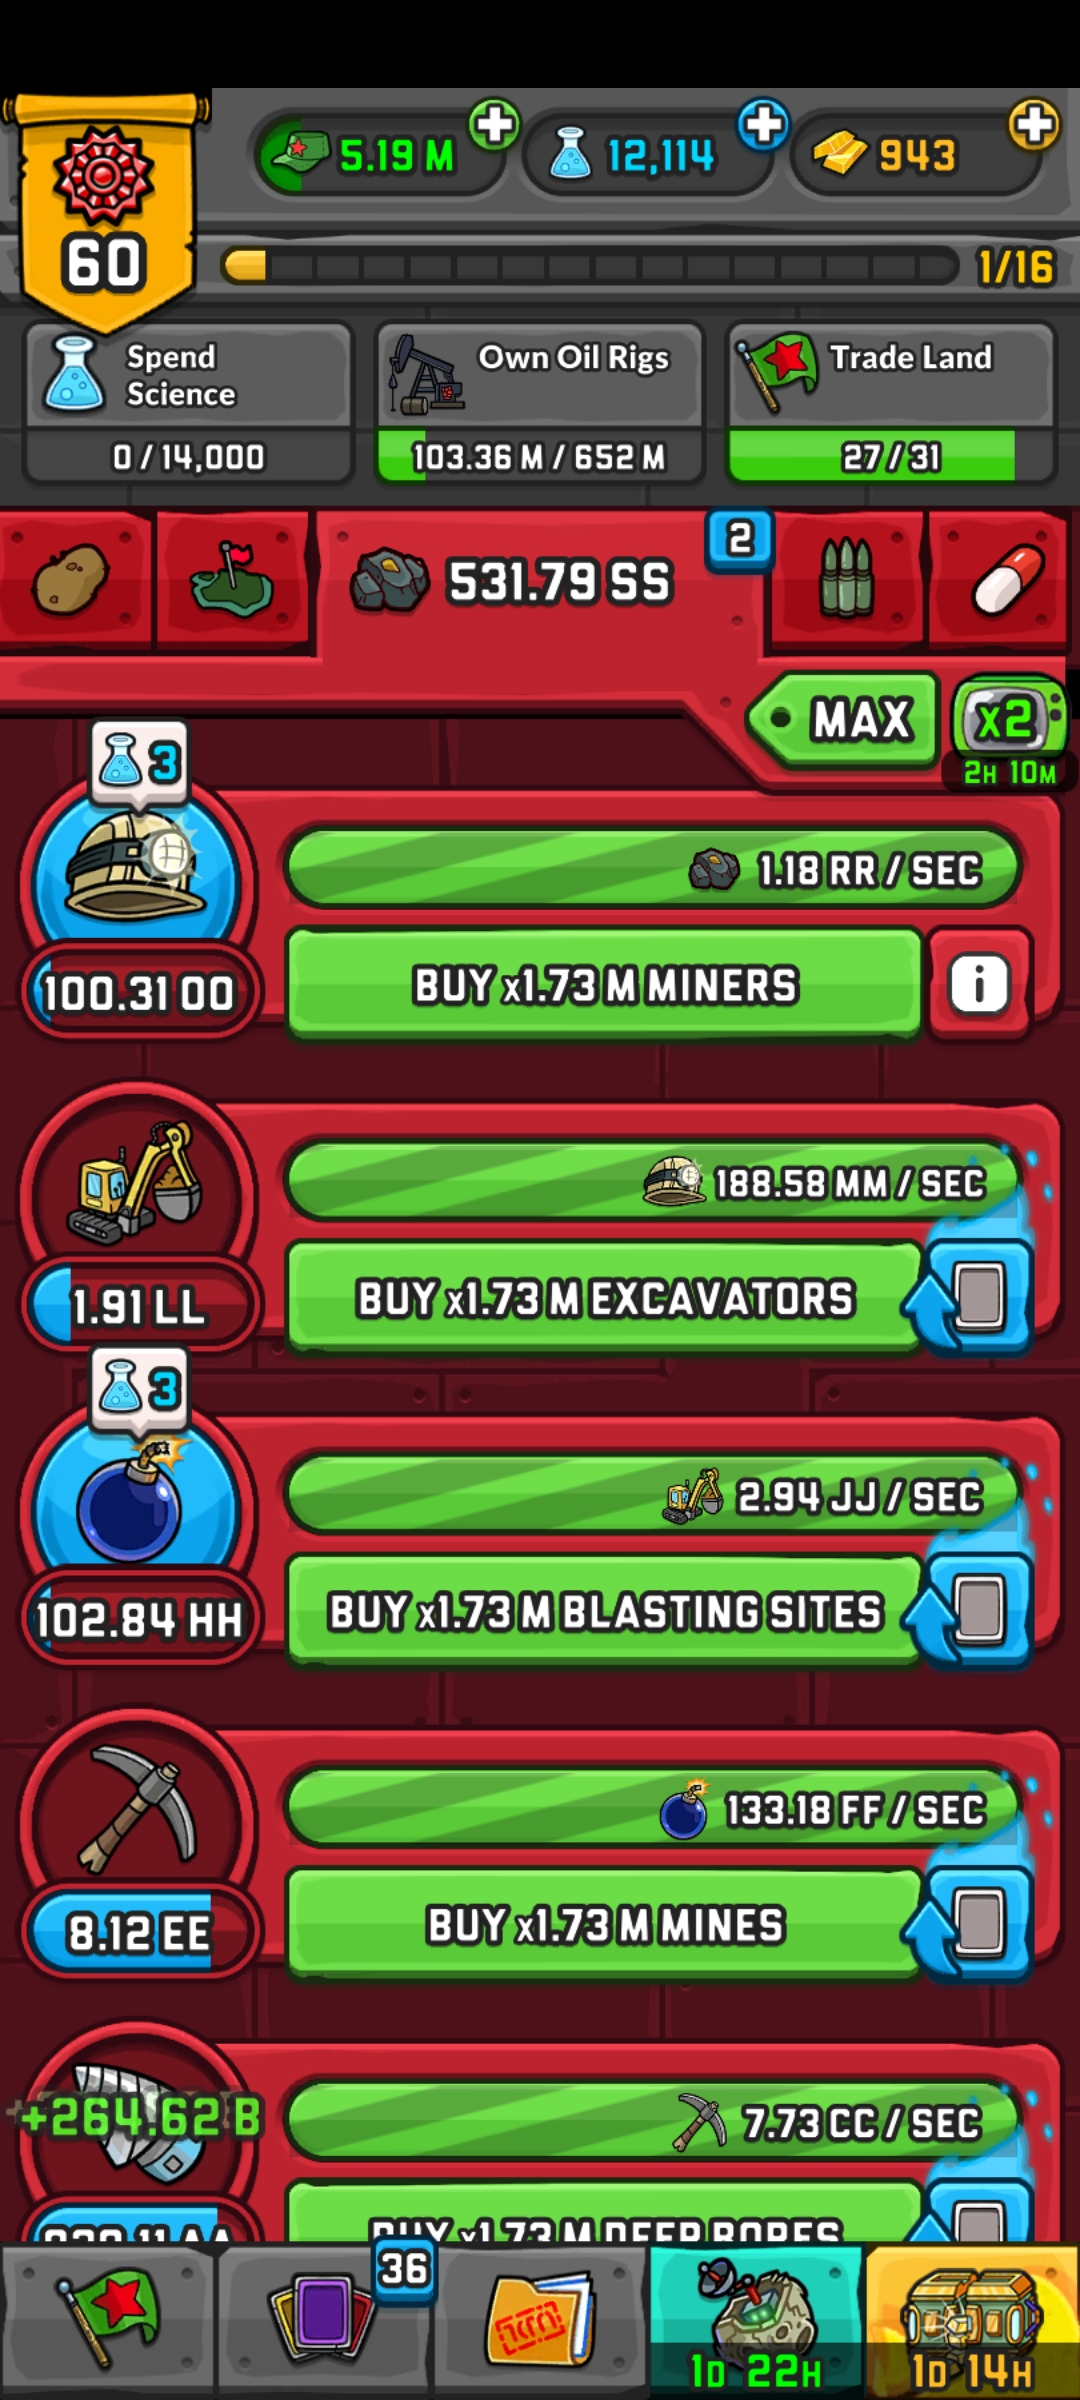 60
5.19 M
12,114
943
1/16
Spend
Science
0 / 14,000
Own Oil Rigs
103.36 M / 652 M
Trade Land
27 / 31
531.79 SS
2
MAX
x2
2H 10M
3
1.18 RR / SEC
100.31 OO
BUY x1.73 M MINERS
i
188.58 MM / SEC
1.91 LL
BUY x1.73 M EXCAVATORS
3
2.94 JJ / SEC
102.84 HH
BUY x1.73 M BLASTING SITES
133.18 FF / SEC
8.12 EE
BUY x1.73 M MINES
+264.62 B
7.73 CC / SEC
BUY x1.73 M DEEP BORES
36
1D 22H
1D 14H